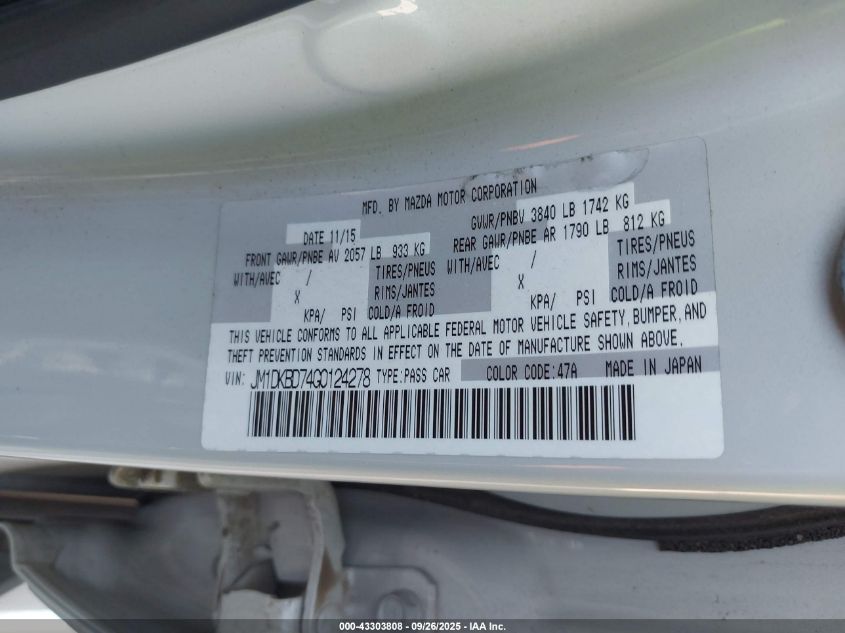 MFD. BY MAZDA MOTOR CORPORATION
DATE 11/15 GVWR/PNBV 3840 LB 1742 KG
FRONT GAWR/PNBE AV 2057 LB 933 KG REAR GAWR/PNBE AR 1790 LB 812 KG
WITH/AVEC / TIRES/PNEUS WITH/AVEC / TIRES/PNEUS
X RIMS/JANTES X RIMS/JANTES
KPA/ PSI COLD/A FROID KPA/ PSI COLD/A FROID
THIS VEHICLE CONFORMS TO ALL APPLICABLE FEDERAL MOTOR VEHICLE SAFETY, BUMPER, AND
THEFT PREVENTION STANDARDS IN EFFECT ON THE DATE OF MANUFACTURE SHOWN ABOVE.
VIN: JM1DKBD74G0124278 TYPE:PASS CAR COLOR CODE:47A MADE IN JAPAN
000-43303808 - 09/26/2025 - IAA Inc.